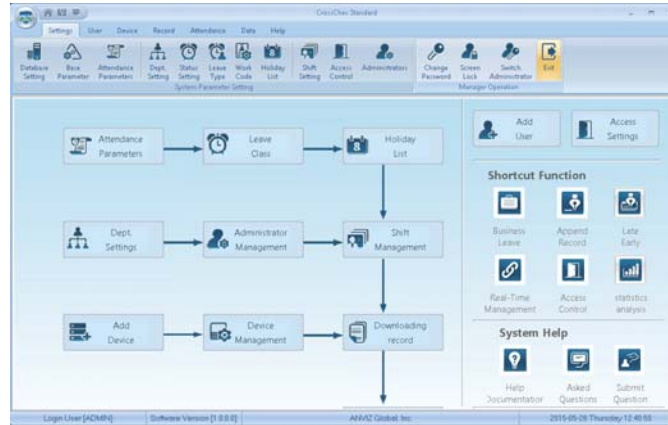 CrossChex Standard
Settings User Device Record Attendance Data Help
Database Base Attendance Dept. Status Leave Work Holiday Shift Access Administrators Change Screen Switch Exit
Setting Parameter Parameters Setting Setting Type Code List Setting Control Password Lock Administrator
System Parameter Setting Manager Operation
Attendance Parameters
Leave Class
Holiday List
Add User
Access Settings
Shortcut Function
Business Leave
Append Record
Late Early
Dept. Settings
Administrator Management
Shift Management
Real-Time Management
Access Control
statistics analysis
Add Device
Device Management
Downloading record
System Help
Help Documentation
Asked Questions
Submit Question
Login User [ADMIN] Software Version [1.0.0.0] ANVIZ Global. Inc. 2015-05-28 Thursday